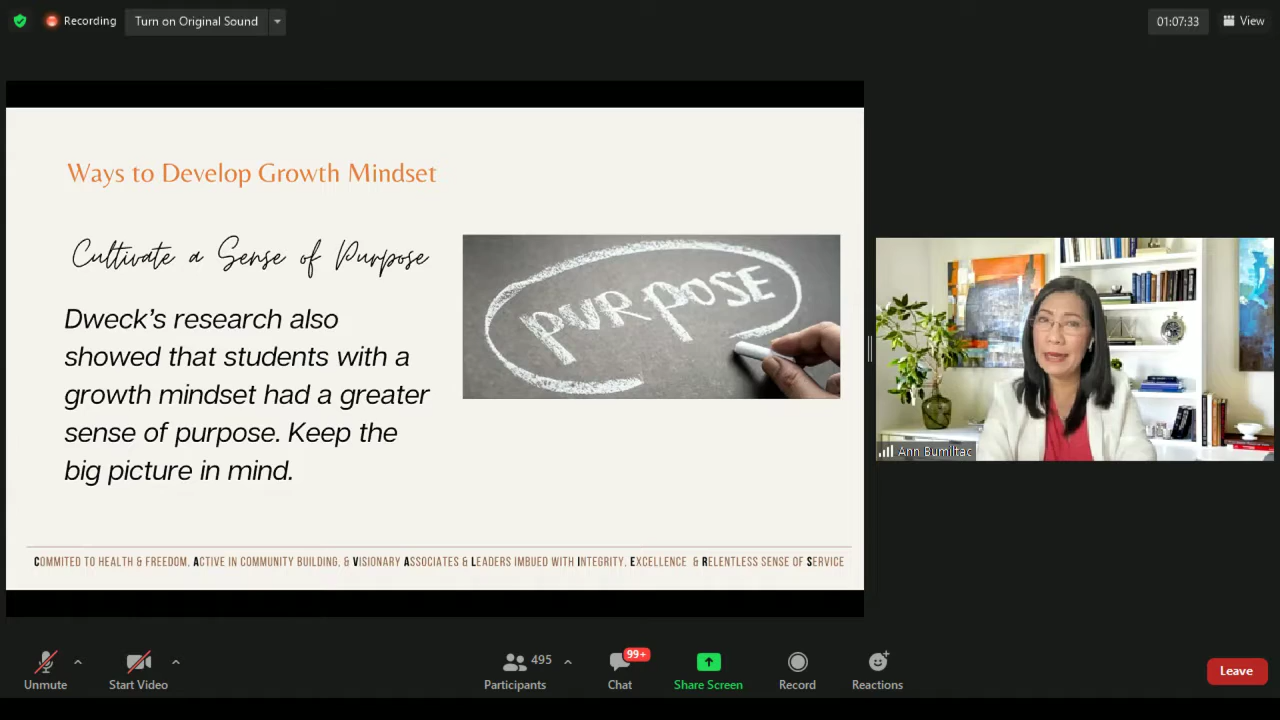 Recording
Turn on Original Sound
01:07:33
View
Ways to Develop Growth Mindset
Cultivate a Sense of Purpose
Dweck's research also
showed that students with a
growth mindset had a greater
sense of purpose. Keep the
big picture in mind.
PURPOSE
COMMITED TO HEALTH & FREEDOM, ACTIVE IN COMMUNITY BUILDING, & VISIONARY ASSOCIATES & LEADERS IMBUED WITH INTEGRITY, EXCELLENCE & RELENTLESS SENSE OF SERVICE
Ann Bumiltac
Unmute
Start Video
495
Participants
99+
Chat
Share Screen
Record
Reactions
Leave